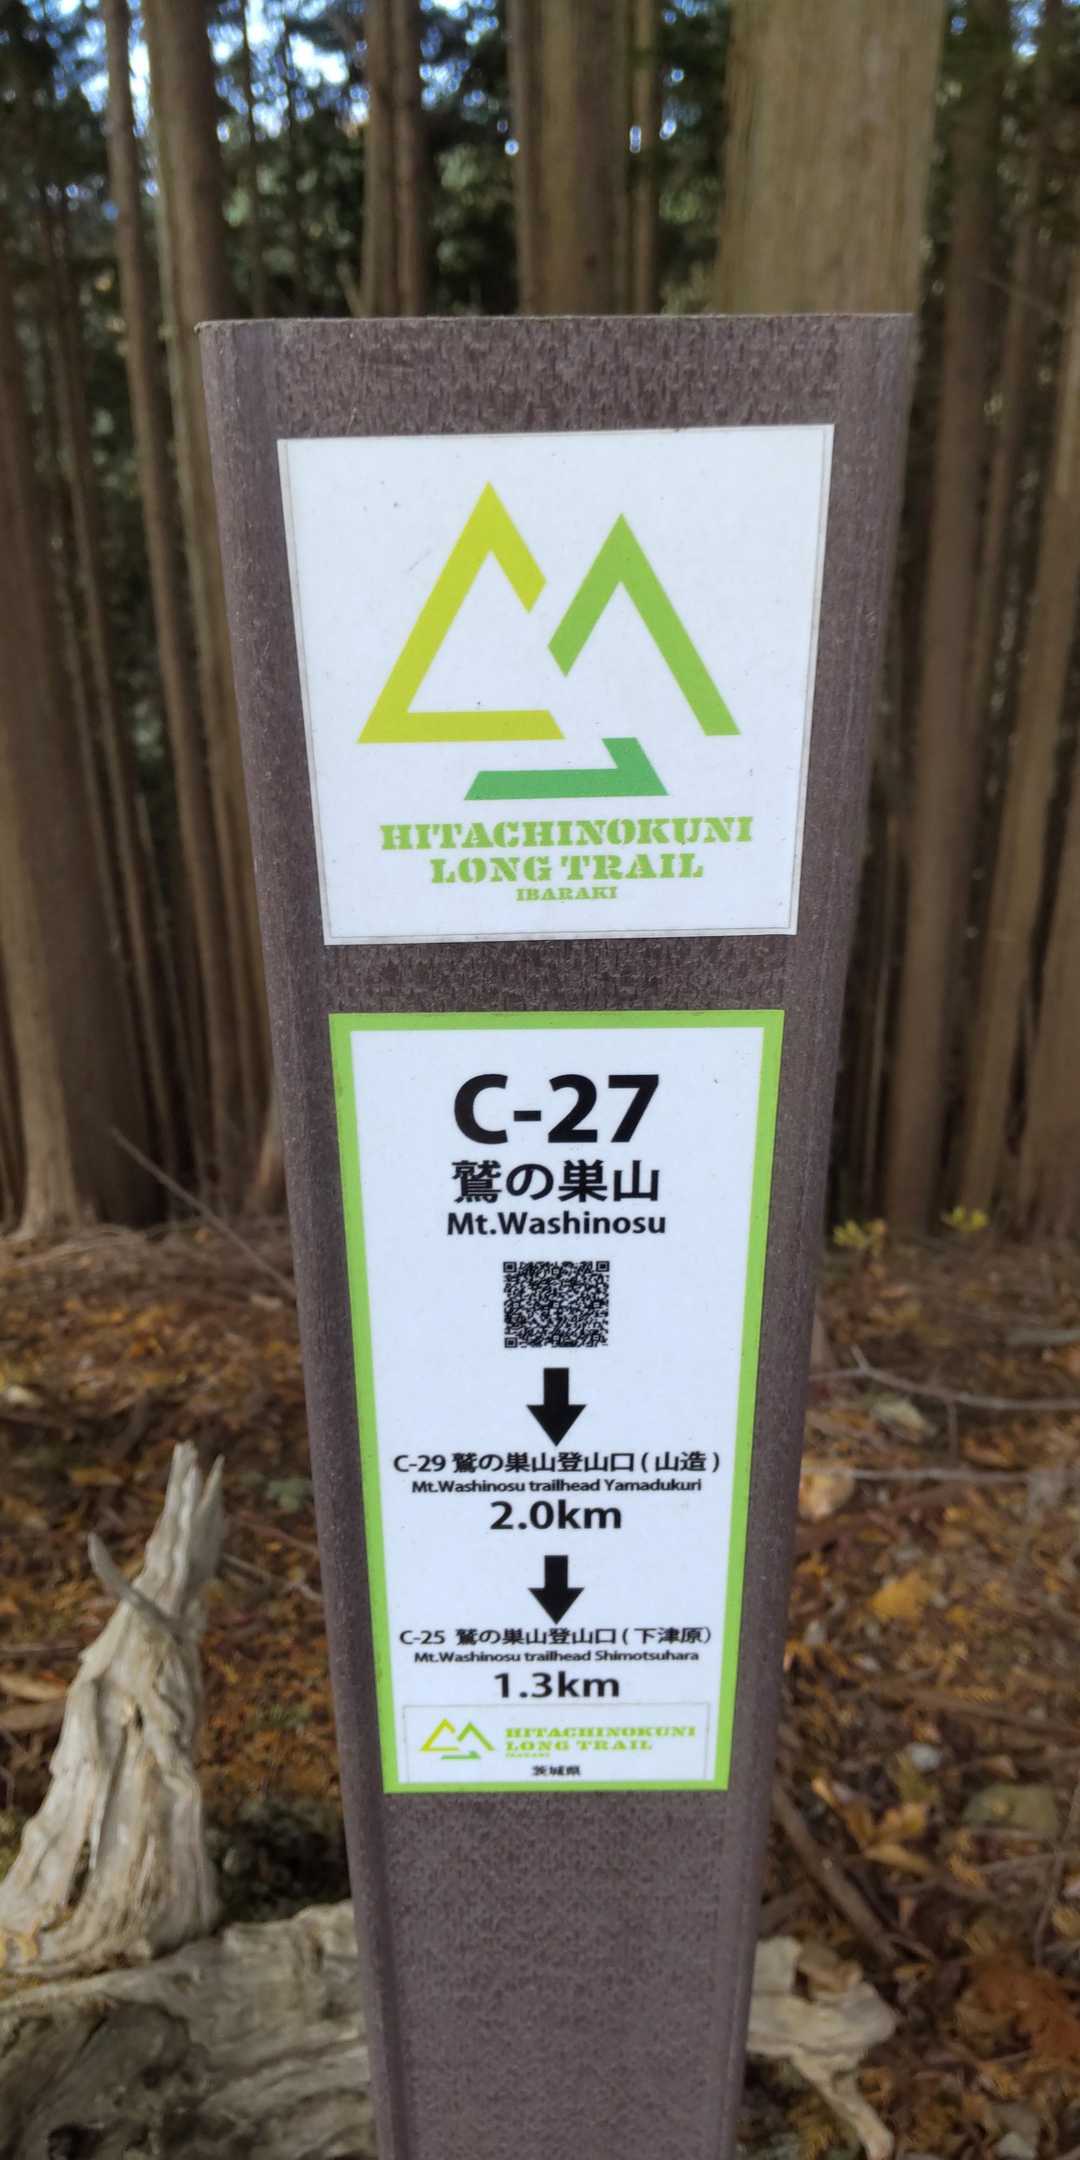 HITACHINOKUNI
LONG TRAIL
IBARAKI
C-27
鷲の巣山
Mt.Washinosu
C-29 鷲の巣山登山口 ( 山造 )
Mt.Washinosu trailhead Yamadukuri
2.0km
C-25 鷲の巣山登山口 ( 下津原)
Mt.Washinosu trailhead Shimotsuhara
1.3km
HITACHINOKUNI
LONG TRAIL
IBARAKI
茨城県